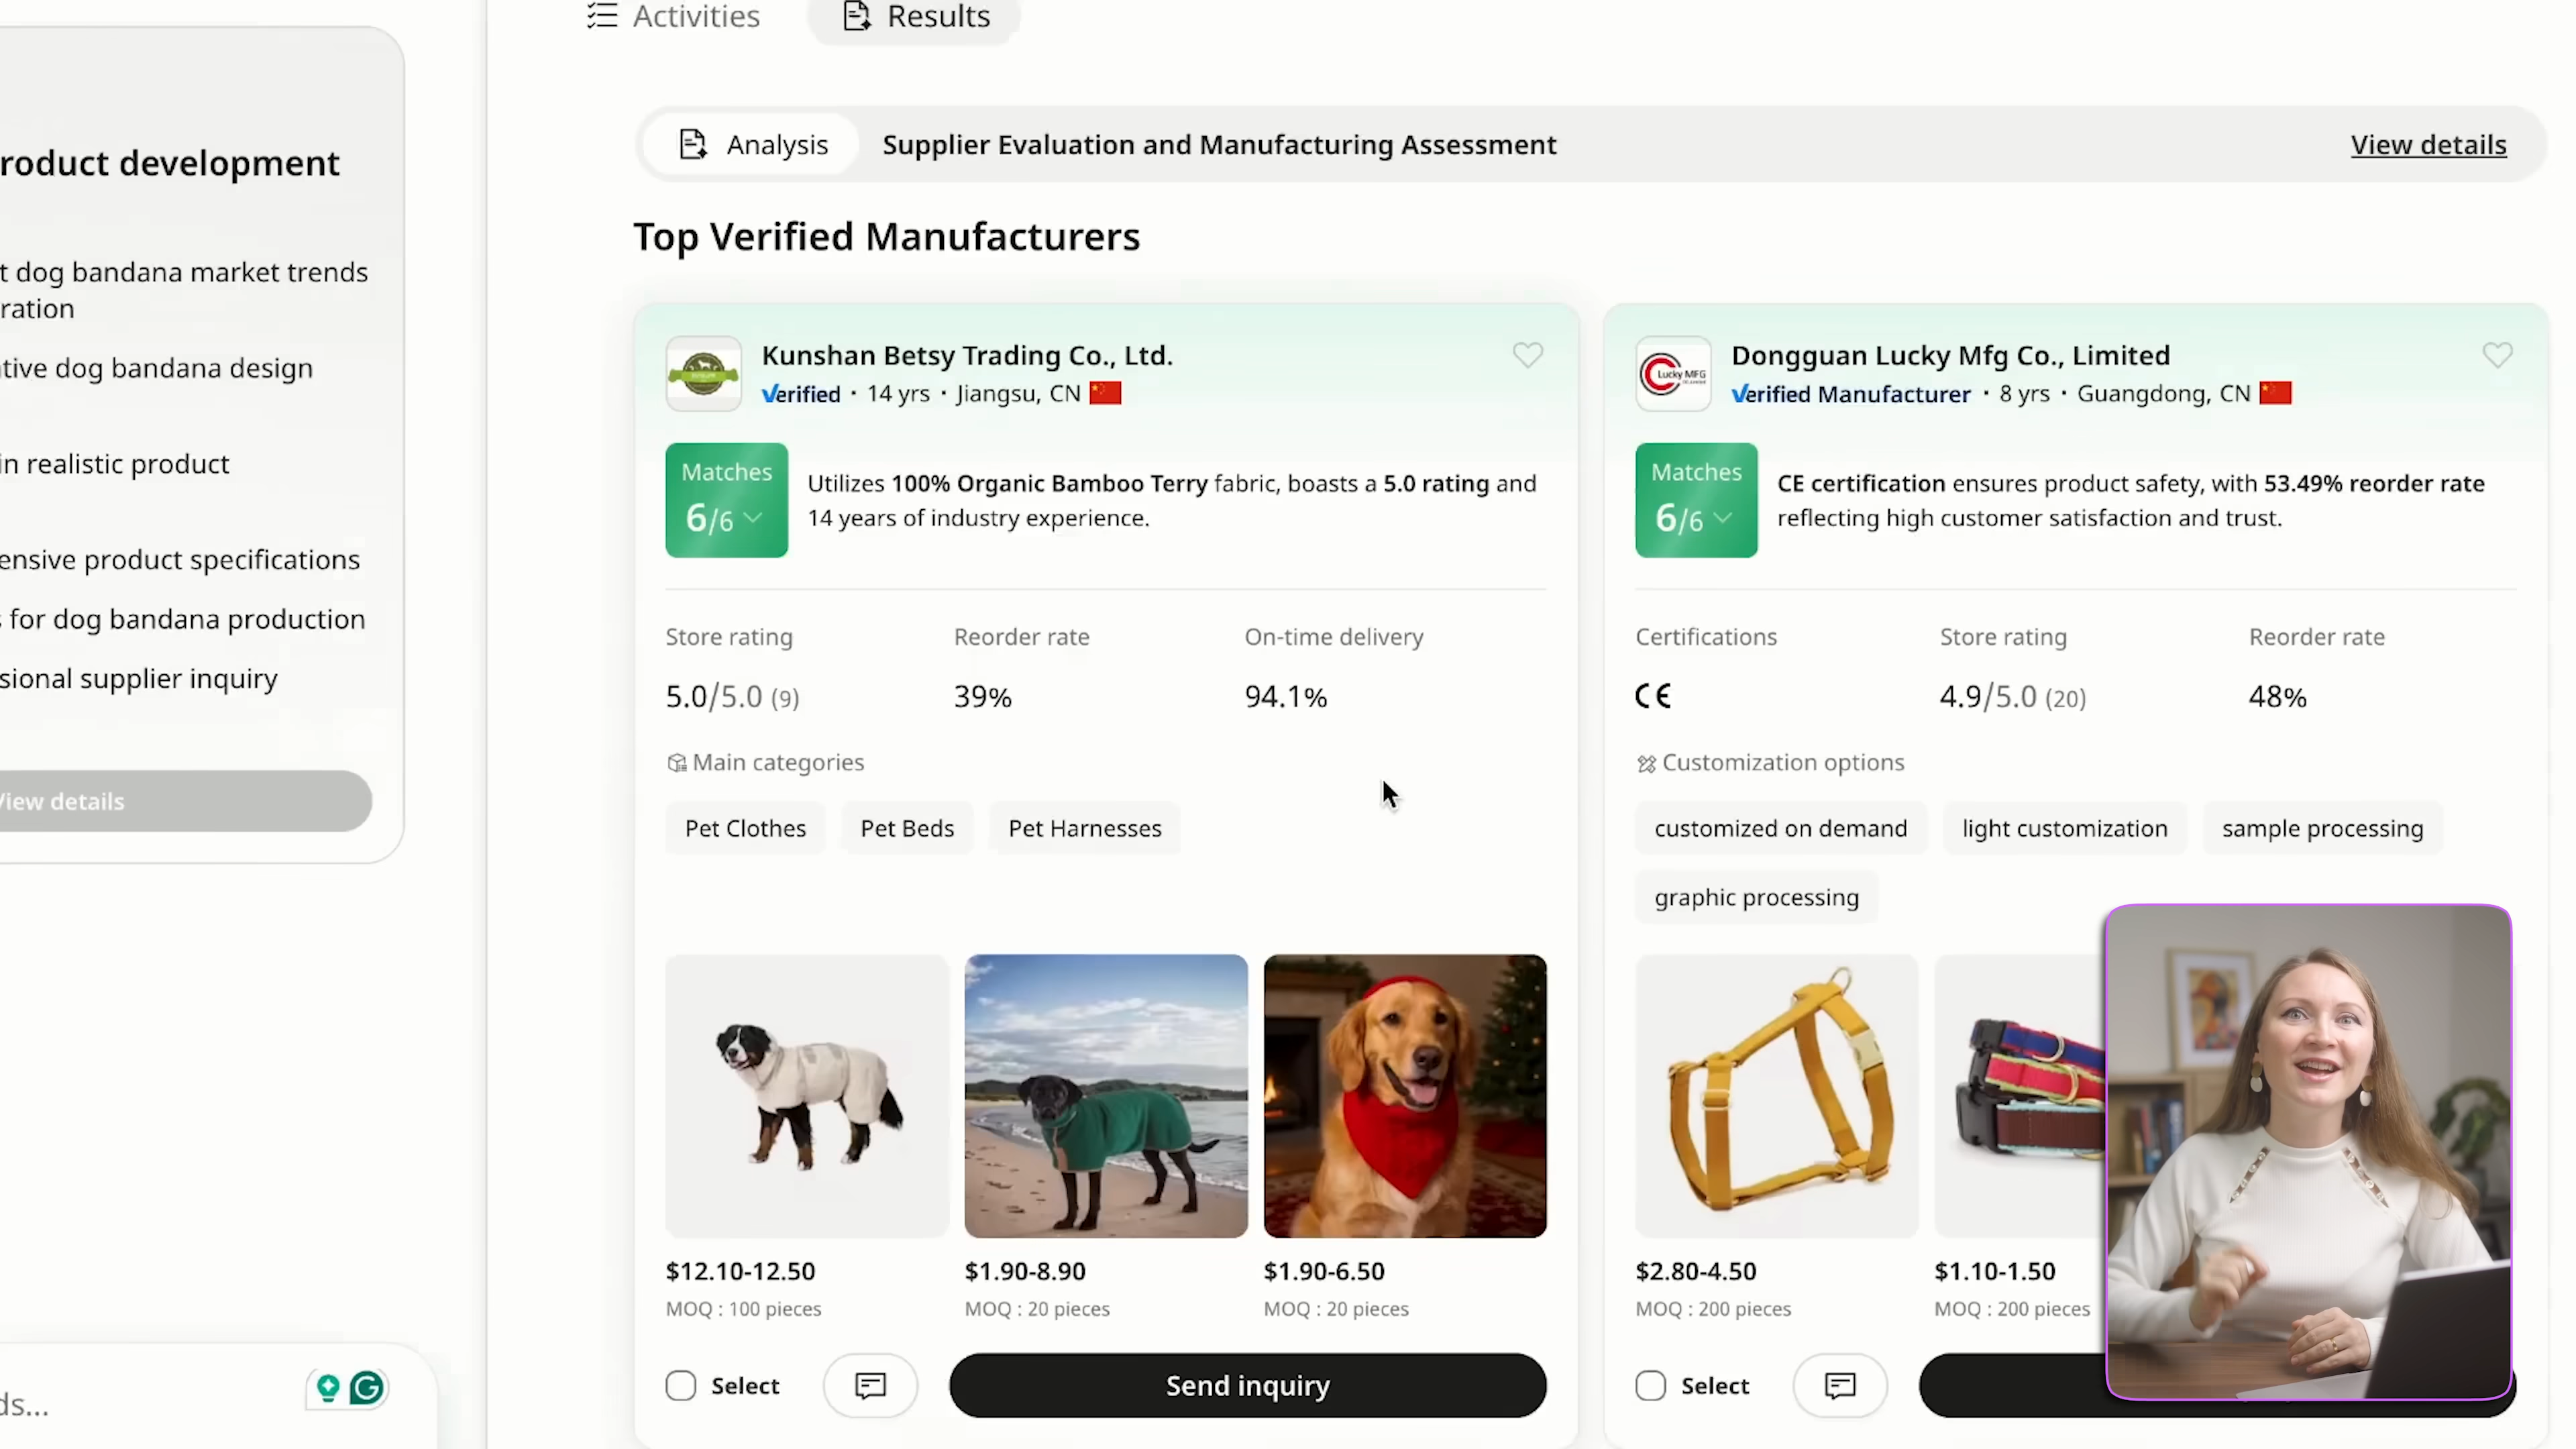 Activities
Results
roduct development
t dog bandana market trends
ration
ative dog bandana design
in realistic product
ensive product specifications
s for dog bandana production
sional supplier inquiry
View details
ds...
Analysis
Supplier Evaluation and Manufacturing Assessment
View details
Top Verified Manufacturers
Kunshan Betsy Trading Co., Ltd.
Verified · 14 yrs · Jiangsu, CN
Matches
6/6
Utilizes 100% Organic Bamboo Terry fabric, boasts a 5.0 rating and
14 years of industry experience.
Store rating
Reorder rate
On-time delivery
5.0/5.0 (9)
39%
94.1%
Main categories
Pet Clothes
Pet Beds
Pet Harnesses
$12.10-12.50
$1.90-8.90
$1.90-6.50
MOQ : 100 pieces
MOQ : 20 pieces
MOQ : 20 pieces
Select
Send inquiry
Lucky MFG
Dongguan Lucky Mfg Co., Limited
Verified Manufacturer · 8 yrs · Guangdong, CN
Matches
6/6
CE certification ensures product safety, with 53.49% reorder rate
reflecting high customer satisfaction and trust.
Certifications
Store rating
Reorder rate
CE
4.9/5.0 (20)
48%
Customization options
customized on demand
light customization
sample processing
graphic processing
$2.80-4.50
$1.10-1.50
MOQ : 200 pieces
MOQ : 200 pieces
Select